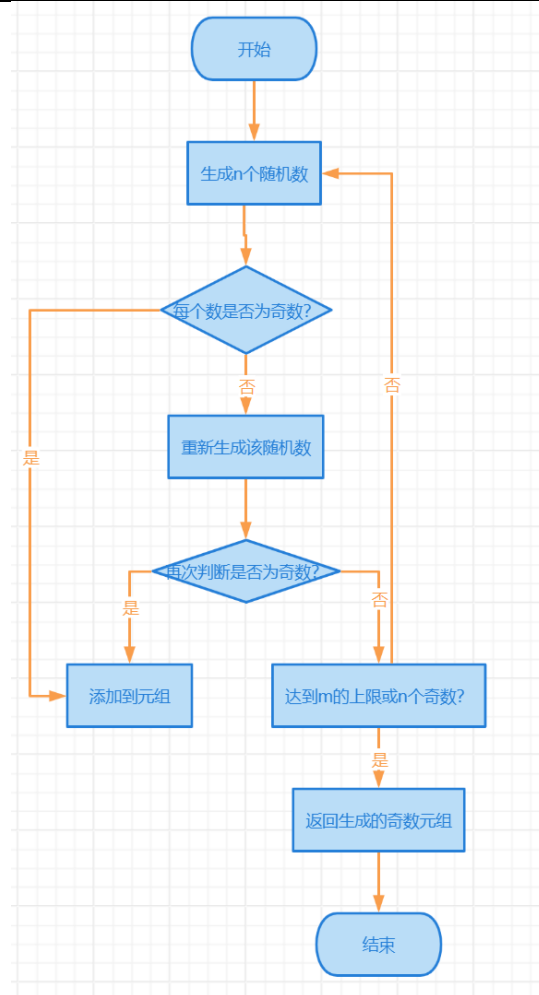 开始
生成n个随机数
每个数是否为奇数?
否
否
重新生成该随机数
是
再次判断是否为奇数?
是
否
添加到元组
达到m的上限或n个奇数?
是
返回生成的奇数元组
结束